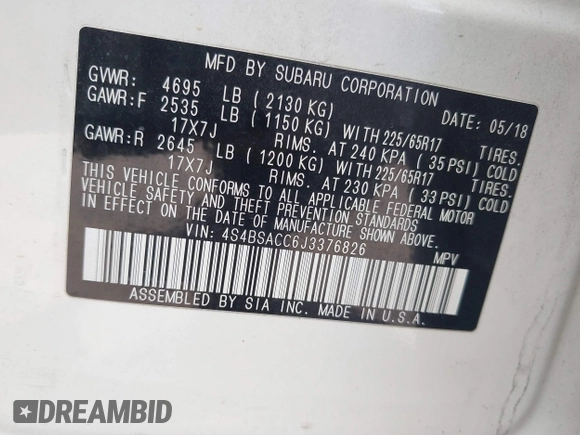 MFD BY SUBARU CORPORATION
GVWR: 4695 LB (2130 KG) DATE: 05/18
GAWR:F 2535 LB (1150 KG) WITH 225/65R17 TIRES.
17X7J RIMS. AT 240 KPA (35 PSI) COLD
GAWR:R 2645 LB (1200 KG) WITH 225/65R17 TIRES.
17X7J RIMS. AT 230 KPA (33 PSI) COLD
THIS VEHICLE CONFORMS TO ALL APPLICABLE FEDERAL MOTOR
VEHICLE SAFETY AND THEFT PREVENTION STANDARDS
IN EFFECT ON THE DATE OF MANUFACTURE SHOWN ABOVE.
VIN: 4S4BSACC6J3376826 MPV
ASSEMBLED BY SIA INC. MADE IN U.S.A.
DREAMBID